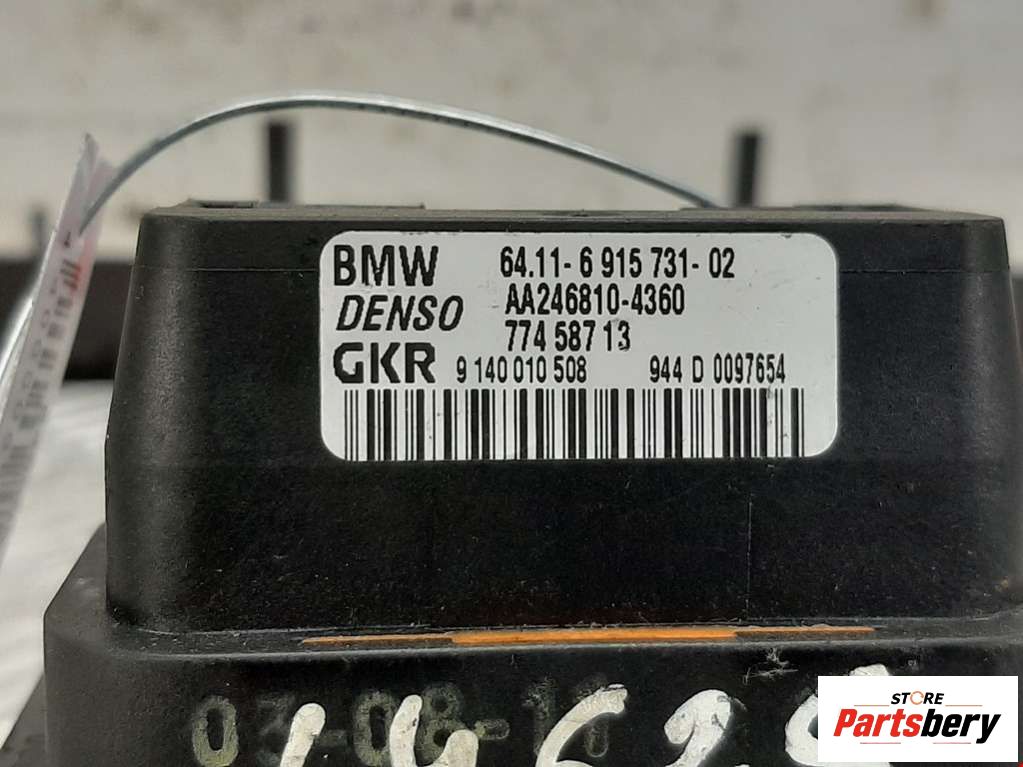 BMW 64.11- 6 915 731- 02
DENSO AA246810-4360
774 587 13
GKR 9 140 010 508 944 D 0097654
STORE
Partsbery